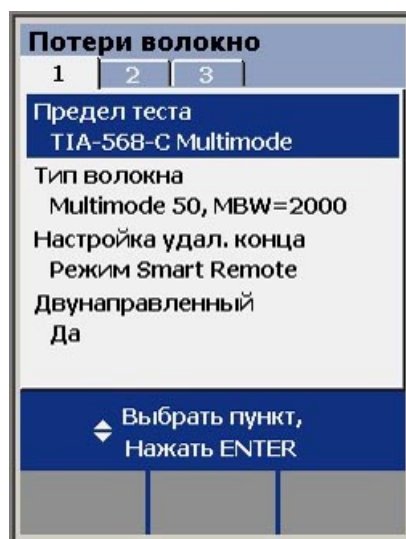 Потери волокно
1 2 3
Предел теста
TIA-568-C Multimode
Тип волокна
Multimode 50, MBW=2000
Настройка удал. конца
Режим Smart Remote
Двунаправленный
Да
Выбрать пункт,
Нажать ENTER